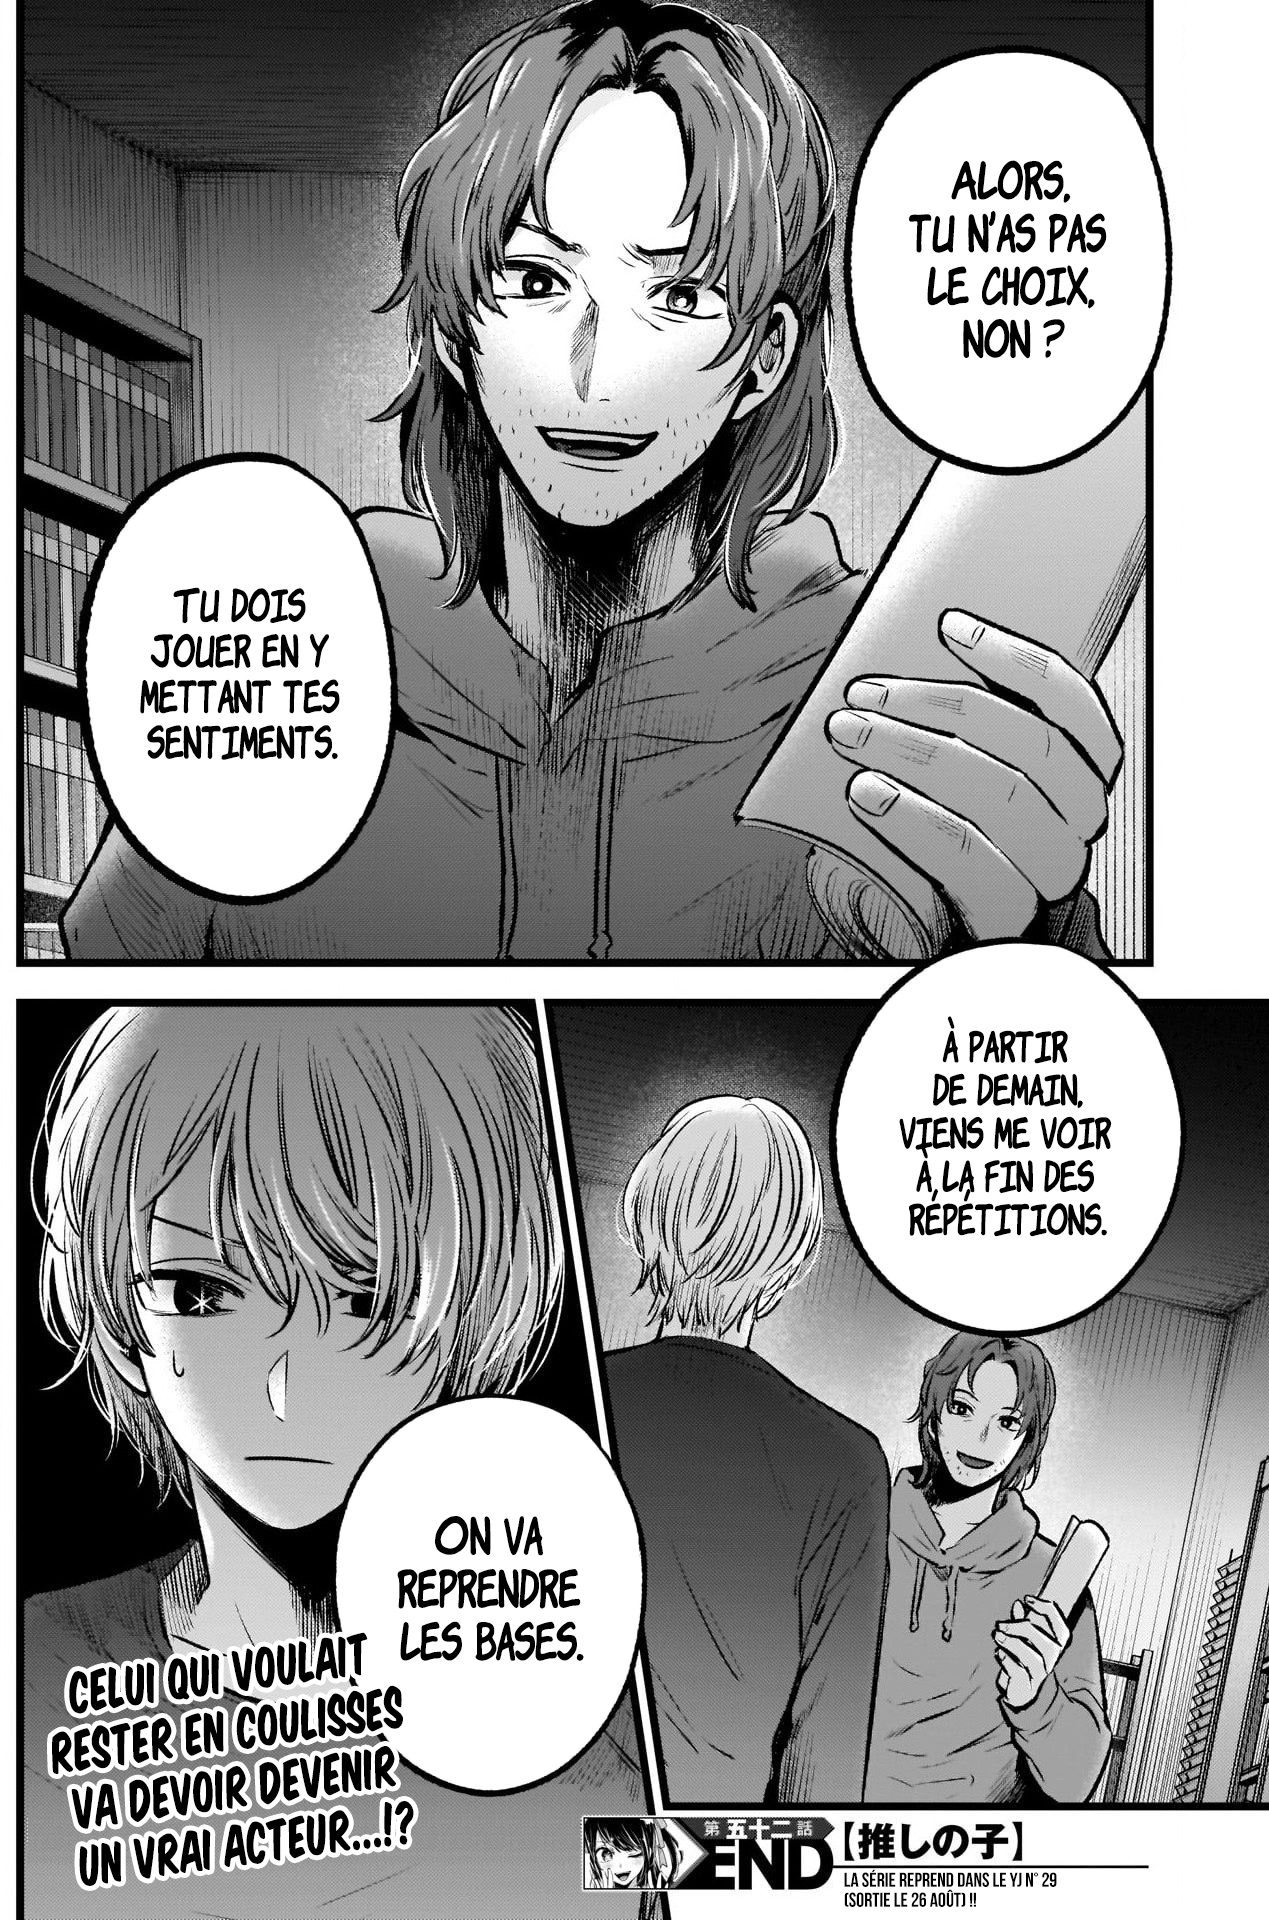 ALORS,
TU N'AS PAS
LE CHOIX,
NON ?
TU DOIS
JOUER EN Y
METTANT TES
SENTIMENTS.
À PARTIR
DE DEMAIN,
VIENS ME VOIR
À LA FIN DES
RÉPÉTITIONS.
ON VA
REPRENDRE
LES BASES.
CELUI QUI VOULAIT
RESTER EN COULISSES
VA DEVOIR DEVENIR
UN VRAI ACTEUR...!?
第五十二話
END
【推しの子】
LA SÉRIE REPREND DANS LE YJ N° 29
(SORTIE LE 26 AOÛT) !!